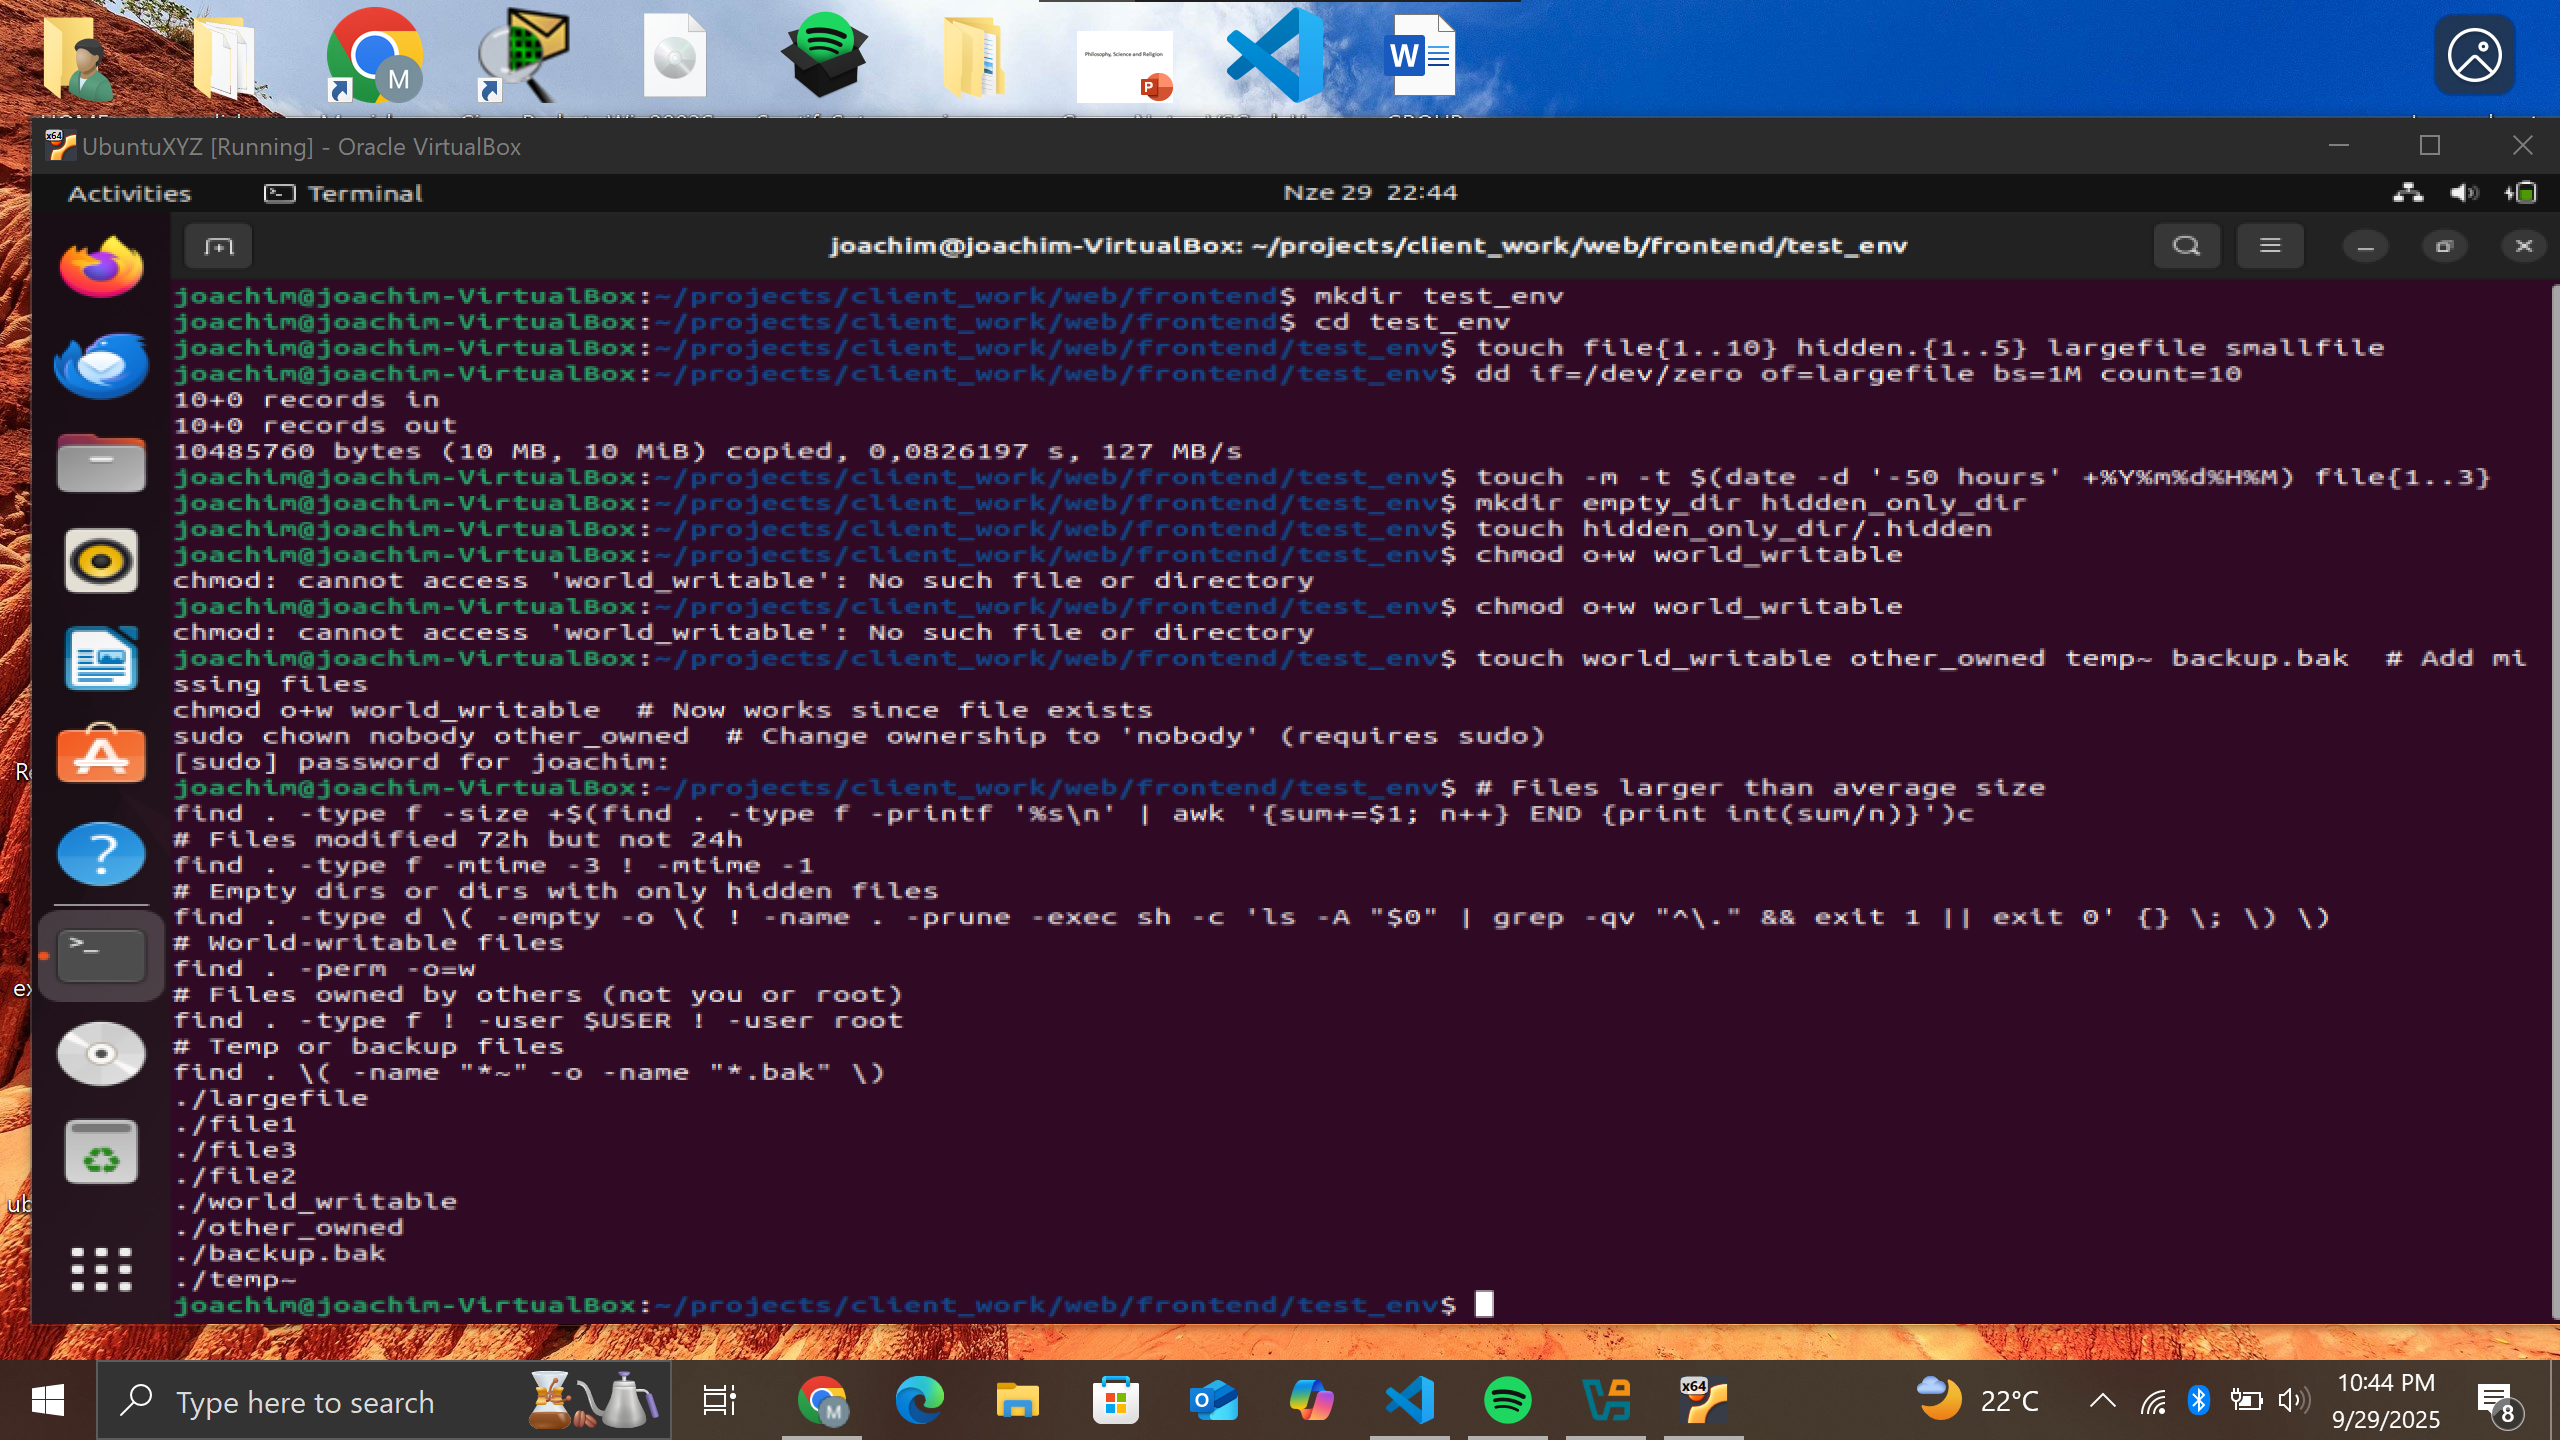 Philosophy, Science and Religion
UbuntuXYZ [Running] - Oracle VirtualBox
Activities
Terminal
Nze 29 22:44
joachim@joachim-VirtualBox: ~/projects/client_work/web/frontend/test_env
joachim@joachim-VirtualBox:~/projects/client_work/web/frontend$ mkdir test_env
joachim@joachim-VirtualBox:~/projects/client_work/web/frontend$ cd test_env
joachim@joachim-VirtualBox:~/projects/client_work/web/frontend/test_env$ touch file{1..10} hidden.{1..5} largefile smallfile
joachim@joachim-VirtualBox:~/projects/client_work/web/frontend/test_env$ dd if=/dev/zero of=largefile bs=1M count=10
10+0 records in
10+0 records out
10485760 bytes (10 MB, 10 MiB) copied, 0,0826197 s, 127 MB/s
joachim@joachim-VirtualBox:~/projects/client_work/web/frontend/test_env$ touch -m -t $(date -d '-50 hours' +%Y%m%d%H%M) file{1..3}
joachim@joachim-VirtualBox:~/projects/client_work/web/frontend/test_env$ mkdir empty_dir hidden_only_dir
joachim@joachim-VirtualBox:~/projects/client_work/web/frontend/test_env$ touch hidden_only_dir/.hidden
joachim@joachim-VirtualBox:~/projects/client_work/web/frontend/test_env$ chmod o+w world_writable
chmod: cannot access 'world_writable': No such file or directory
joachim@joachim-VirtualBox:~/projects/client_work/web/frontend/test_env$ chmod o+w world_writable
chmod: cannot access 'world_writable': No such file or directory
joachim@joachim-VirtualBox:~/projects/client_work/web/frontend/test_env$ touch world_writable other_owned temp~ backup.bak  # Add mi
ssing files
chmod o+w world_writable  # Now works since file exists
sudo chown nobody other_owned  # Change ownership to 'nobody' (requires sudo)
[sudo] password for joachim:
joachim@joachim-VirtualBox:~/projects/client_work/web/frontend/test_env$ # Files larger than average size
find . -type f -size +$(find . -type f -printf '%s\n' | awk '{sum+=$1; n++} END {print int(sum/n)}')c
# Files modified 72h but not 24h
find . -type f -mtime -3 ! -mtime -1
# Empty dirs or dirs with only hidden files
find . -type d \( -empty -o \( ! -name . -prune -exec sh -c 'ls -A "$0" | grep -qv "^\." && exit 1 || exit 0' {} \; \) \)
# World-writable files
find . -perm -o=w
# Files owned by others (not you or root)
find . -type f ! -user $USER ! -user root
# Temp or backup files
find . \( -name "*~" -o -name "*.bak" \)
./largefile
./file1
./file3
./file2
./world_writable
./other_owned
./backup.bak
./temp~
joachim@joachim-VirtualBox:~/projects/client_work/web/frontend/test_env$
Type here to search
22°C
10:44 PM
9/29/2025
8